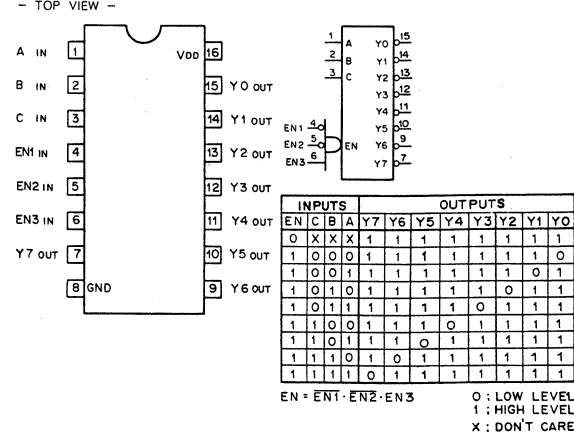 – TOP VIEW –
A IN 1
B IN 2
C IN 3
EN1 IN 4
EN2 IN 5
EN3 IN 6
Y7 OUT 7
8 GND
VDD 16
15 Y0 OUT
14 Y1 OUT
13 Y2 OUT
12 Y3 OUT
11 Y4 OUT
10 Y5 OUT
9 Y6 OUT
1 A Y0 15
2 B Y1 14
3 C Y2 13
Y3 12
Y4 11
EN1 4 Y5 10
EN2 5 EN Y6 9
EN3 6 Y7 7
INPUTS OUTPUTS
EN C B A Y7 Y6 Y5 Y4 Y3 Y2 Y1 Y0
0 X X X 1 1 1 1 1 1 1 1
1 0 0 0 1 1 1 1 1 1 1 0
1 0 0 1 1 1 1 1 1 1 0 1
1 0 1 0 1 1 1 1 1 0 1 1
1 0 1 1 1 1 1 1 0 1 1 1
1 1 0 0 1 1 1 0 1 1 1 1
1 1 0 1 1 1 0 1 1 1 1 1
1 1 1 0 1 0 1 1 1 1 1 1
1 1 1 1 0 1 1 1 1 1 1 1
EN = E̅N̅1̅ · E̅N̅2̅ · EN3
0 ; LOW LEVEL
1 ; HIGH LEVEL
X ; DON'T CARE